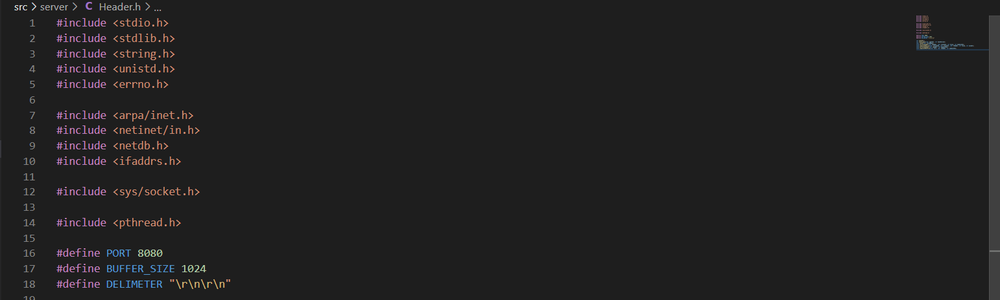 src > server > C Header.h > ...
1 #include <stdio.h>
2 #include <stdlib.h>
3 #include <string.h>
4 #include <unistd.h>
5 #include <errno.h>
6
7 #include <arpa/inet.h>
8 #include <netinet/in.h>
9 #include <netdb.h>
10 #include <ifaddrs.h>
11
12 #include <sys/socket.h>
13
14 #include <pthread.h>
15
16 #define PORT 8080
17 #define BUFFER_SIZE 1024
18 #define DELIMETER "\r\n\r\n"
19